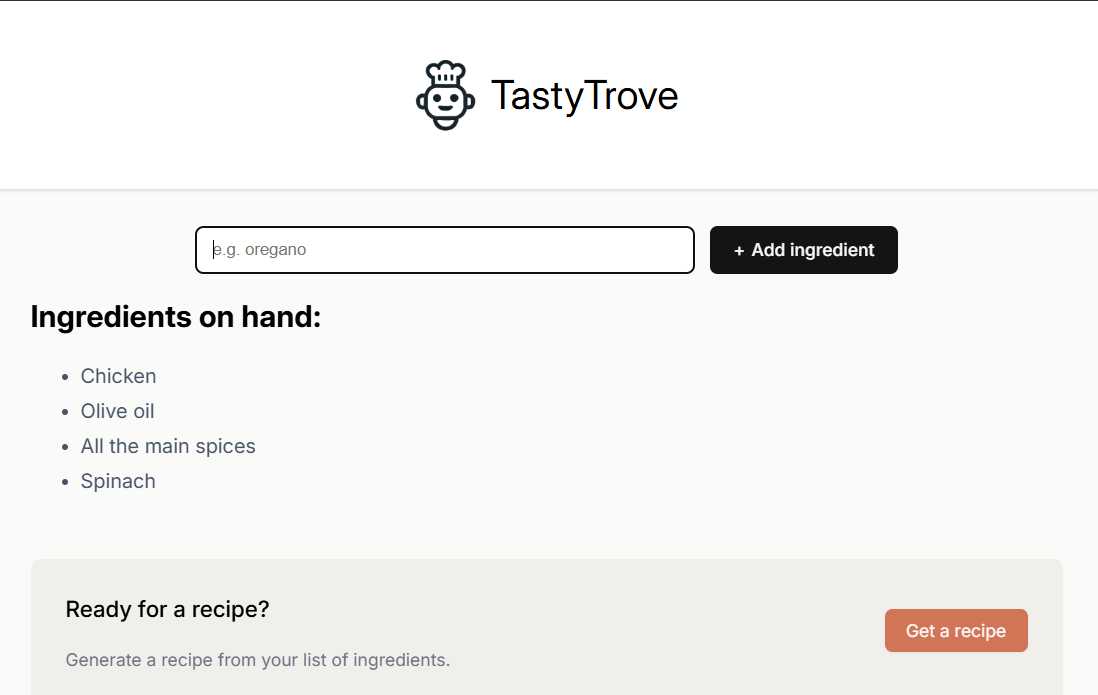 TastyTrove
e.g. oregano
+ Add ingredient
Ingredients on hand:
• Chicken
• Olive oil
• All the main spices
• Spinach
Ready for a recipe?
Get a recipe
Generate a recipe from your list of ingredients.